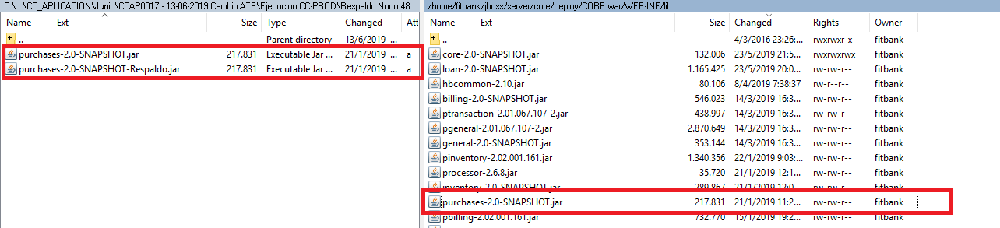 C:\...\CC_APLICACION\Junio\CCAP0017 - 13-06-2019 Cambio ATS\Ejecucion CC-PROD\Respaldo Nodo 48
Name Ext Size Type Changed Att
.. Parent directory 13/6/2019 ...
purchases-2.0-SNAPSHOT.jar 217.831 Executable Jar ... 21/1/2019 ... a
purchases-2.0-SNAPSHOT-Respaldo.jar 217.831 Executable Jar ... 21/1/2019 ... a
/home/fitbank/jboss/server/core/deploy/CORE.war/WEB-INF/lib
Name Ext Size Changed Rights Owner
.. 4/3/2016 23:26:... rwxrwxr-x fitbank
core-2.0-SNAPSHOT.jar 132.006 23/5/2019 21:5... rwxrwxrwx fitbank
loan-2.0-SNAPSHOT.jar 1.165.425 23/5/2019 20:0... rw-rw-r-- fitbank
hbcommon-2.10.jar 80.106 8/4/2019 7:38:37 rw-r--r-- fitbank
billing-2.0-SNAPSHOT.jar 546.023 14/3/2019 16:3... rw-rw-r-- fitbank
ptransaction-2.01.067.107-2.jar 438.997 14/3/2019 16:3... rw-rw-r-- fitbank
pgeneral-2.01.067.107-2.jar 2.870.649 14/3/2019 16:3... rw-rw-r-- fitbank
general-2.0-SNAPSHOT.jar 353.144 14/3/2019 16:3... rw-rw-r-- fitbank
pinventory-2.02.001.161.jar 1.340.356 22/1/2019 9:03:... rw-rw-r-- fitbank
processor-2.6.8.jar 35.720 21/1/2019 12:1... rw-rw-r-- fitbank
inventory-2.0-SNAPSHOT.jar 289.867 21/1/2019 12:0... rw-rw-r-- fitbank
purchases-2.0-SNAPSHOT.jar 217.831 21/1/2019 11:2... rw-rw-r-- fitbank
pbilling-2.02.001.161.jar 732.770 15/1/2019 19:2... rw-rw-r-- fitbank